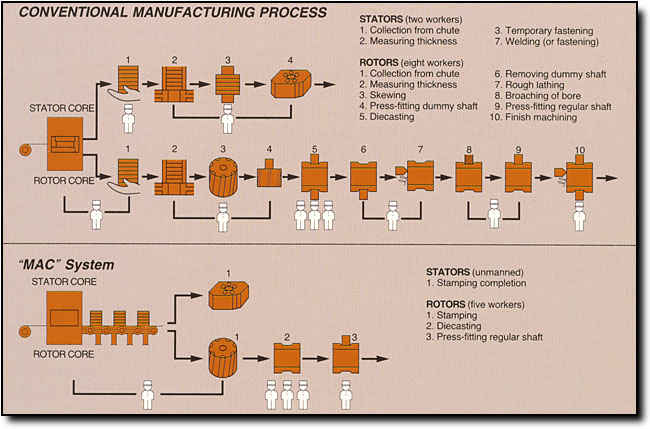 CONVENTIONAL MANUFACTURING PROCESS
STATORS (two workers)
1. Collection from chute
2. Measuring thickness
3. Temporary fastening
7. Welding (or fastening)
ROTORS (eight workers)
1. Collection from chute
2. Measuring thickness
3. Skewing
4. Press-fitting dummy shaft
5. Diecasting
6. Removing dummy shaft
7. Rough lathing
8. Broaching of bore
9. Press-fitting regular shaft
10. Finish machining
1 2 3 4
STATOR CORE
ROTOR CORE
1 2 3 4 5 6 7 8 9 10
"MAC" System
STATOR CORE
ROTOR CORE
1
1 2 3
STATORS (unmanned)
1. Stamping completion
ROTORS (five workers)
1. Stamping
2. Diecasting
3. Press-fitting regular shaft